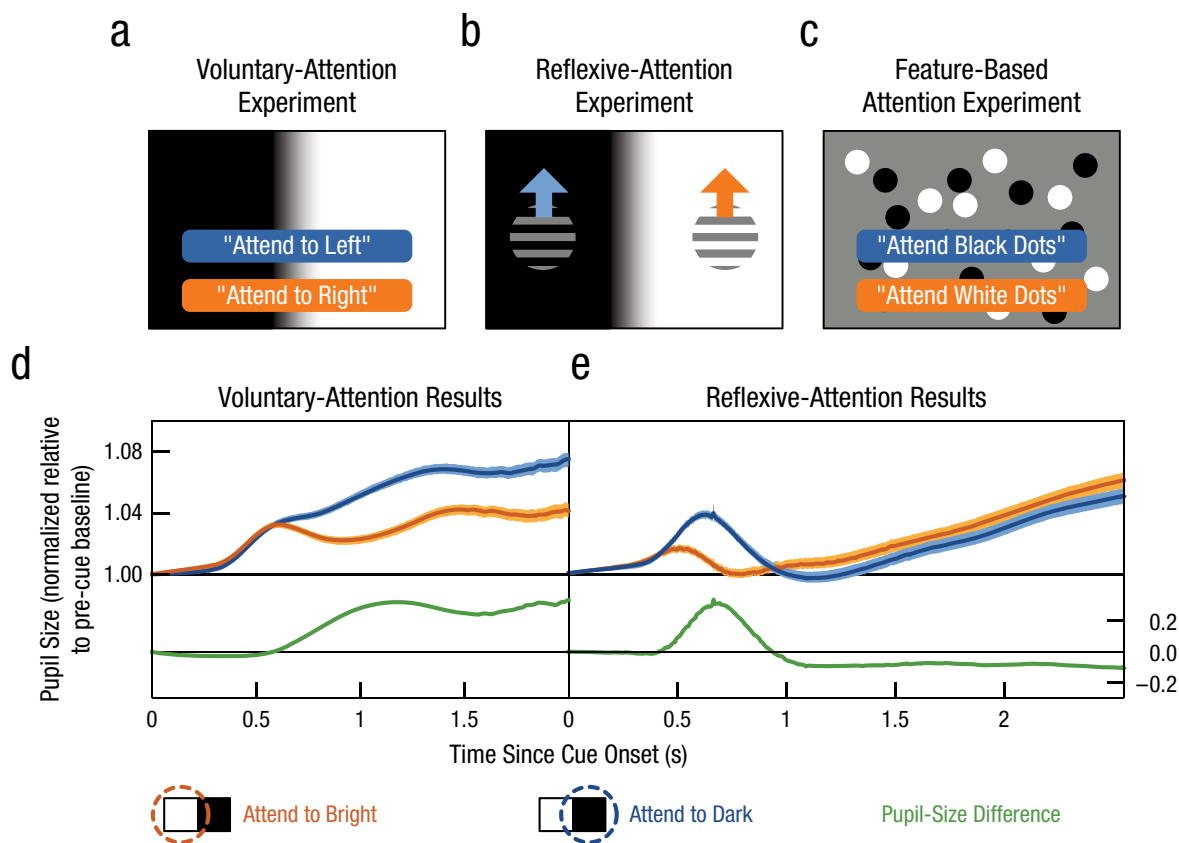 a
Voluntary-Attention
Experiment
"Attend to Left"
"Attend to Right"
b
Reflexive-Attention
Experiment
c
Feature-Based
Attention Experiment
"Attend Black Dots"
"Attend White Dots"
d
Voluntary-Attention Results
e
Reflexive-Attention Results
Pupil Size (normalized relative
to pre-cue baseline)
1.08
1.04
1.00
0.2
0.0
−0.2
0 0.5 1 1.5 0 0.5 1 1.5 2
Time Since Cue Onset (s)
Attend to Bright
Attend to Dark
Pupil-Size Difference